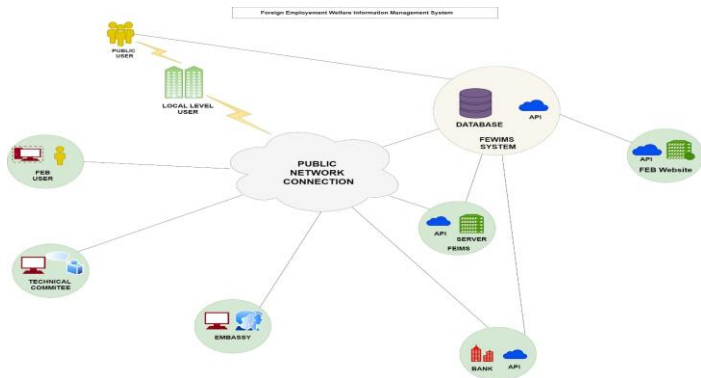 Foreign Employement Welfare Information Management System
PUBLIC
USER
LOCAL LEVEL
USER
DATABASE
API
FEWIMS
SYSTEM
API
FEB Website
PUBLIC
NETWORK
CONNECTION
FEB
USER
API
SERVER
FEIMS
TECHNICAL
COMMITEE
EMBASSY
BANK
API